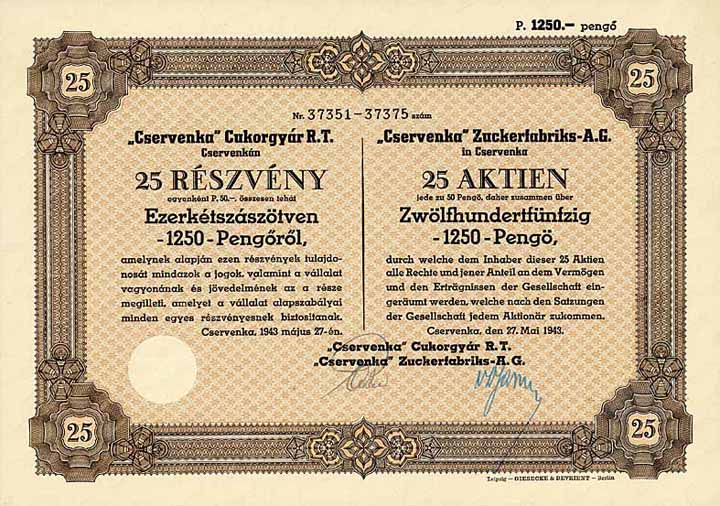 P. 1250.— pengő
25
25
Nr. 37351—37375 szám
„Cservenka" Cukorgyár R.T.
Cservenkán
25 RÉSZVÉNY
egyenként P. 50.—, összesen tehát
Ezerkétszászötven
-1250-Pengőről,
amelynek alapján ezen részvények tulajdo-
nosát mindazok a jogok, valamint a vállalat
vagyonának és jövedelmének az a része
megilleti, amelyet a vállalat alapszabályai
minden egyes részvényesnek biztositanak.
Cservenka, 1943 május 27-én.
„Cservenka" Zuckerfabriks-A.G.
in Cservenka
25 AKTIEN
jede zu 50 Pengö, daher zusammen über
Zwölfhundertfünfzig
-1250-Pengö,
durch welche dem Inhaber dieser 25 Aktien
alle Rechte und jener Anteil an dem Vermögen
und den Erträgnissen der Gesellschaft ein-
geräumt werden, welche nach den Satzungen
der Gesellschaft jedem Aktionär zukommen.
Cservenka, den 27. Mai 1943.
„Cservenka" Cukorgyár R.T.
„Cservenka" Zuckerfabriks-A.G.
25
25
Leipzig — GIESECKE & DEVRIENT — Berlin